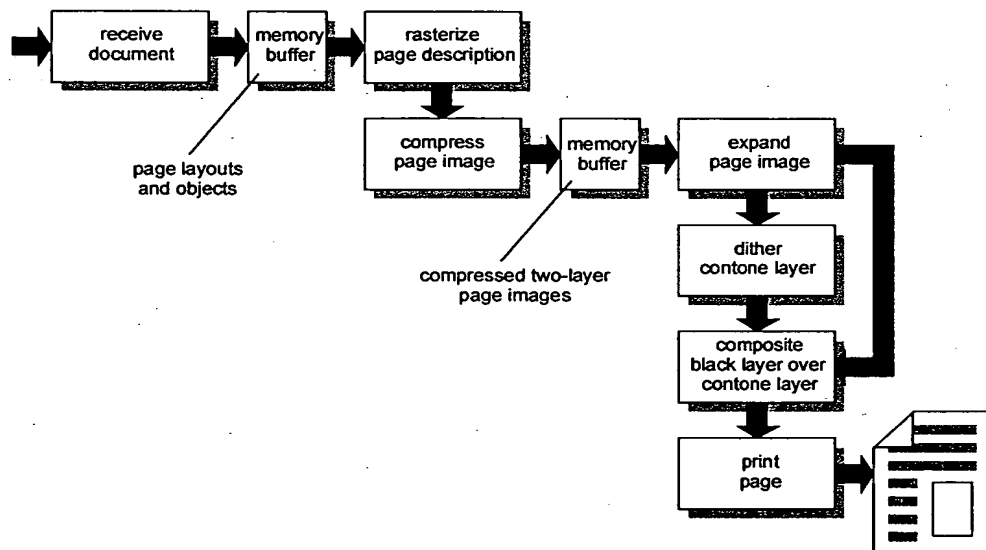 receive
document
memory
buffer
rasterize
page description
page layouts
and objects
compress
page image
memory
buffer
expand
page image
compressed two-layer
page images
dither
contone layer
composite
black layer over
contone layer
print
page